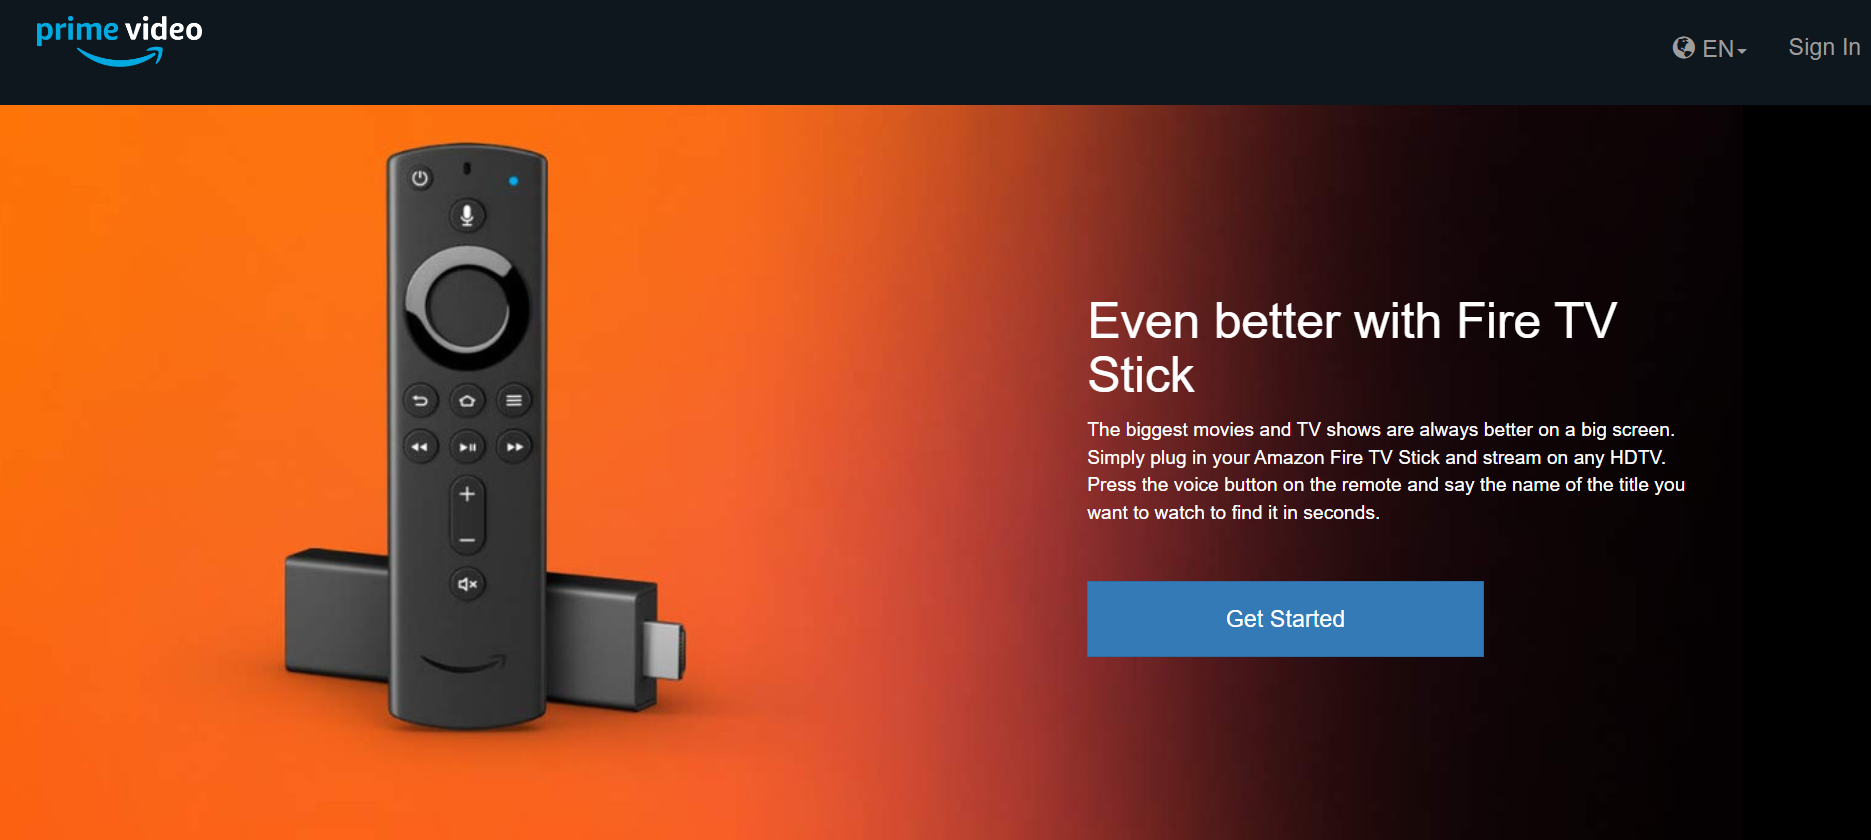 prime video
EN
Sign In
Even better with Fire TV
Stick
The biggest movies and TV shows are always better on a big screen.
Simply plug in your Amazon Fire TV Stick and stream on any HDTV.
Press the voice button on the remote and say the name of the title you
want to watch to find it in seconds.
Get Started